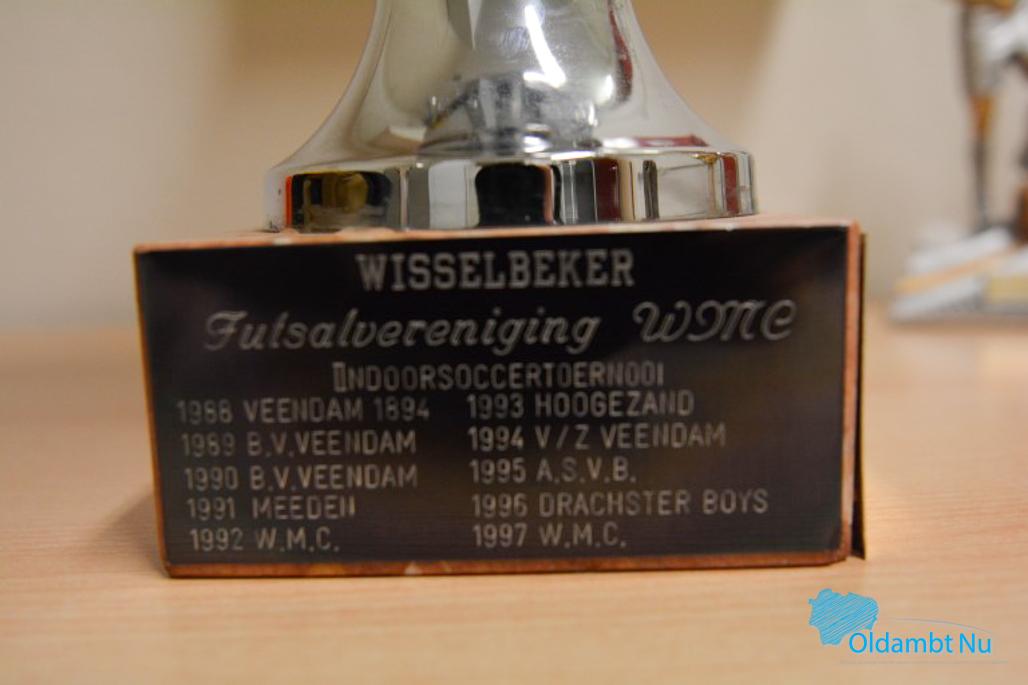 WISSELBEKER
Futsalvereniging WMC
INDOORSOCCERTOERNOOI
1988 VEENDAM 1894
1989 B.V.VEENDAM
1990 B.V.VEENDAM
1991 MEEDEN
1992 W.M.C.
1993 HOOGEZAND
1994 V/Z VEENDAM
1995 A.S.V.B.
1996 DRACHSTER BOYS
1997 W.M.C.
Oldambt Nu